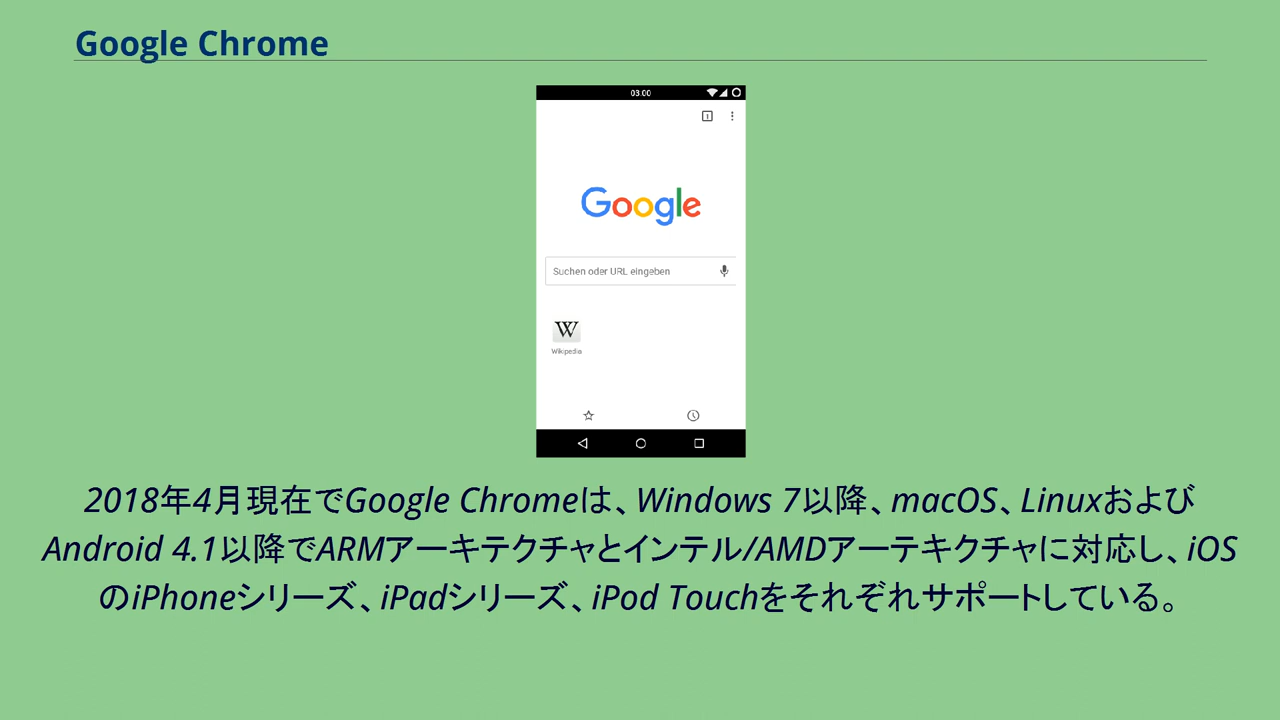 Google Chrome
03:00
Google
Suchen oder URL eingeben
W
Wikipedia
2018年4月現在でGoogle Chromeは、Windows 7以降、macOS、Linuxおよび
Android 4.1以降でARMアーキテクチャとインテル/AMDアーテキクチャに対応し、iOS
のiPhoneシリーズ、iPadシリーズ、iPod Touchをそれぞれサポートしている。